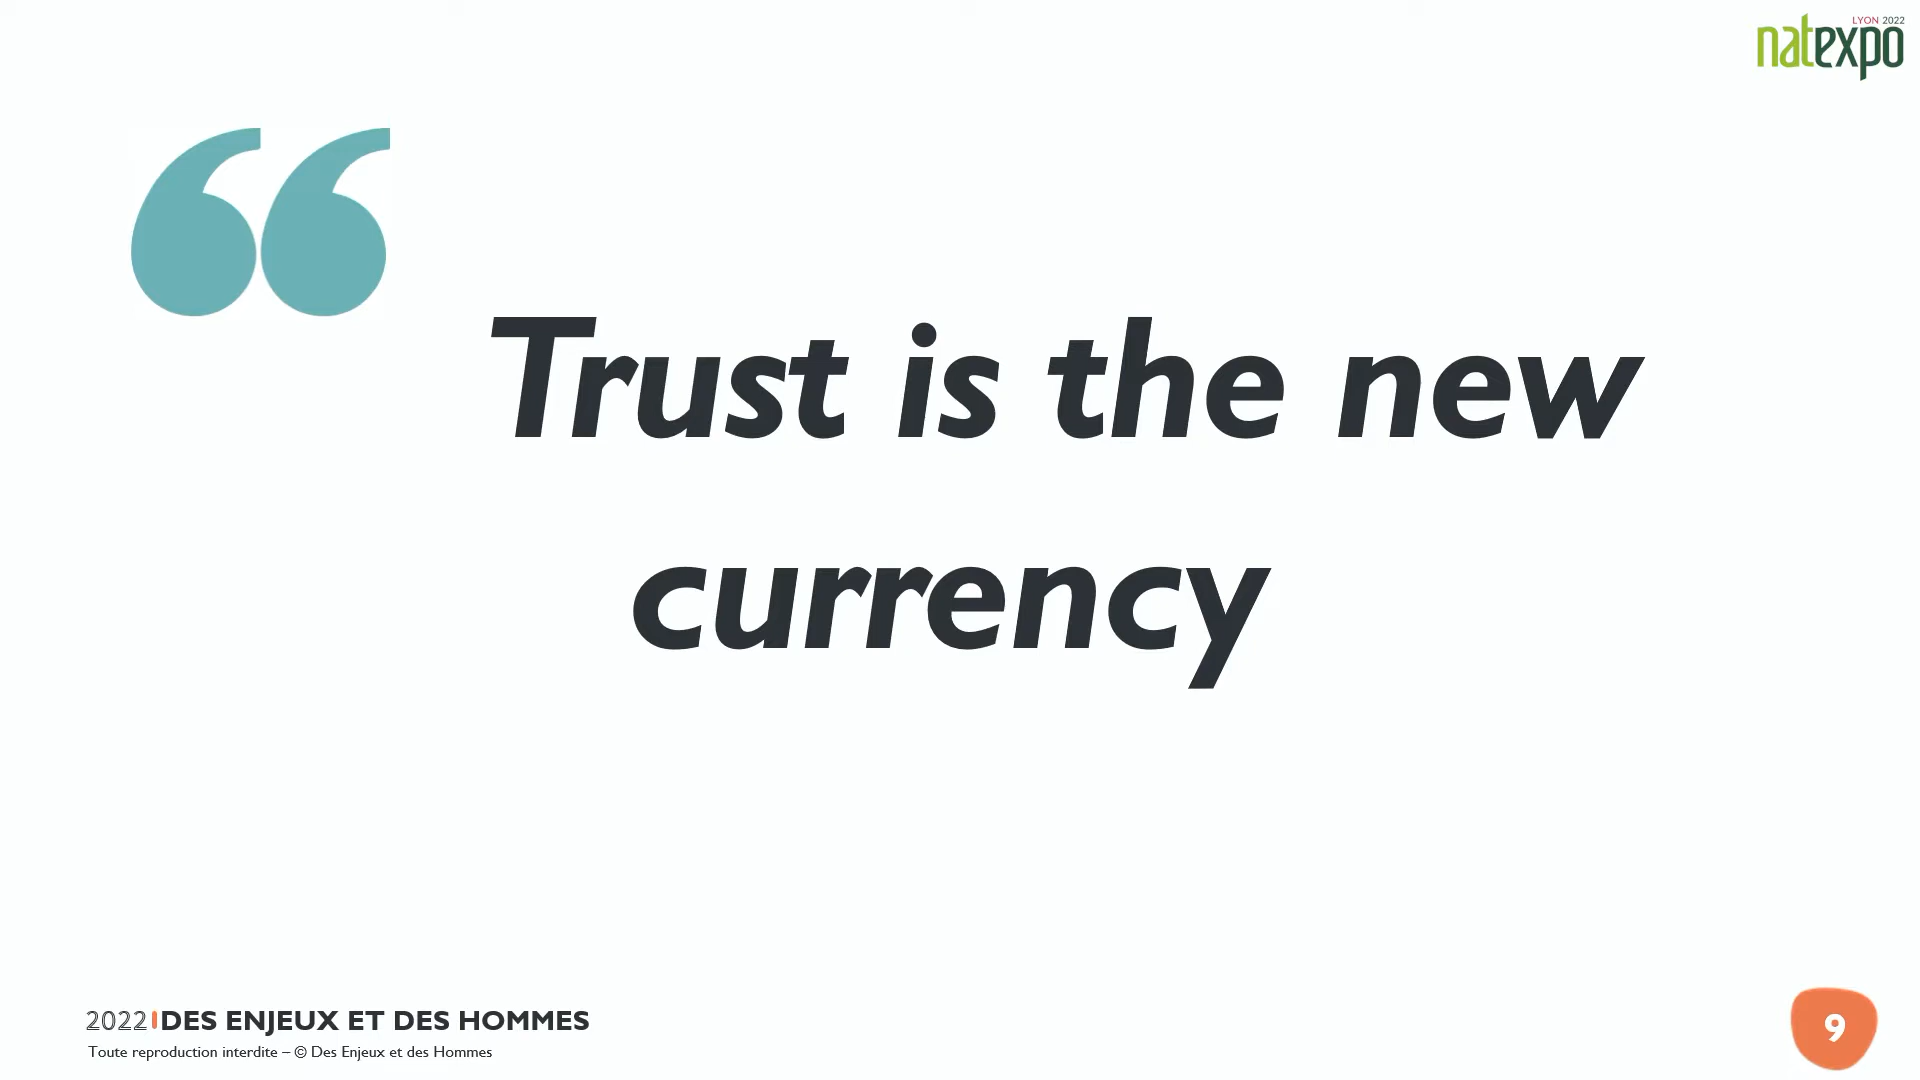 LYON 2022
natexpo
“
Trust is the new
currency
2022 DES ENJEUX ET DES HOMMES
Toute reproduction interdite – © Des Enjeux et des Hommes
9